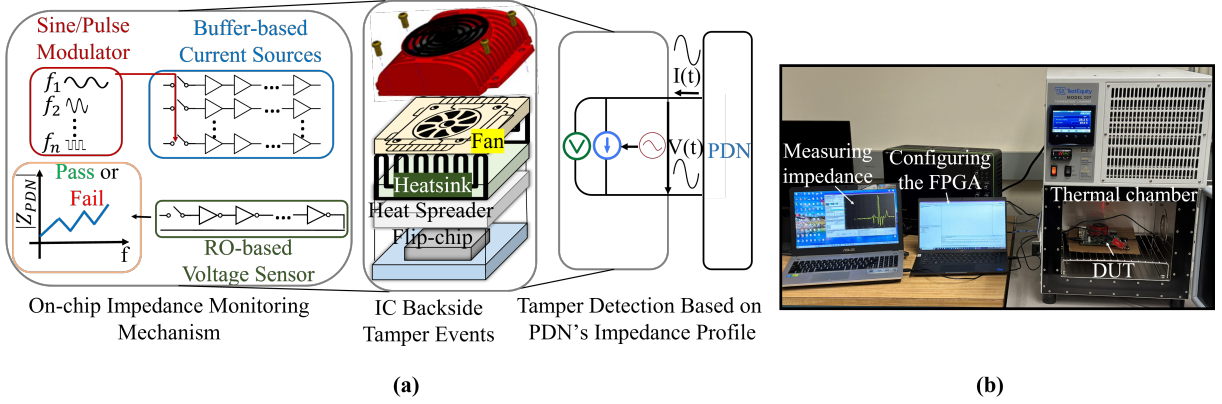 Sine/Pulse
Modulator
f1
f2
fn
Buffer-based
Current Sources
Pass or
Fail
|Z_PDN|
f
RO-based
Voltage Sensor
On-chip Impedance Monitoring
Mechanism
Fan
Heatsink
Heat Spreader
Flip-chip
IC Backside
Tamper Events
I(t)
V
V(t)
PDN
Tamper Detection Based on
PDN's Impedance Profile
(a)
TestEquity
Measuring
impedance
Configuring
the FPGA
Thermal chamber
DUT
(b)